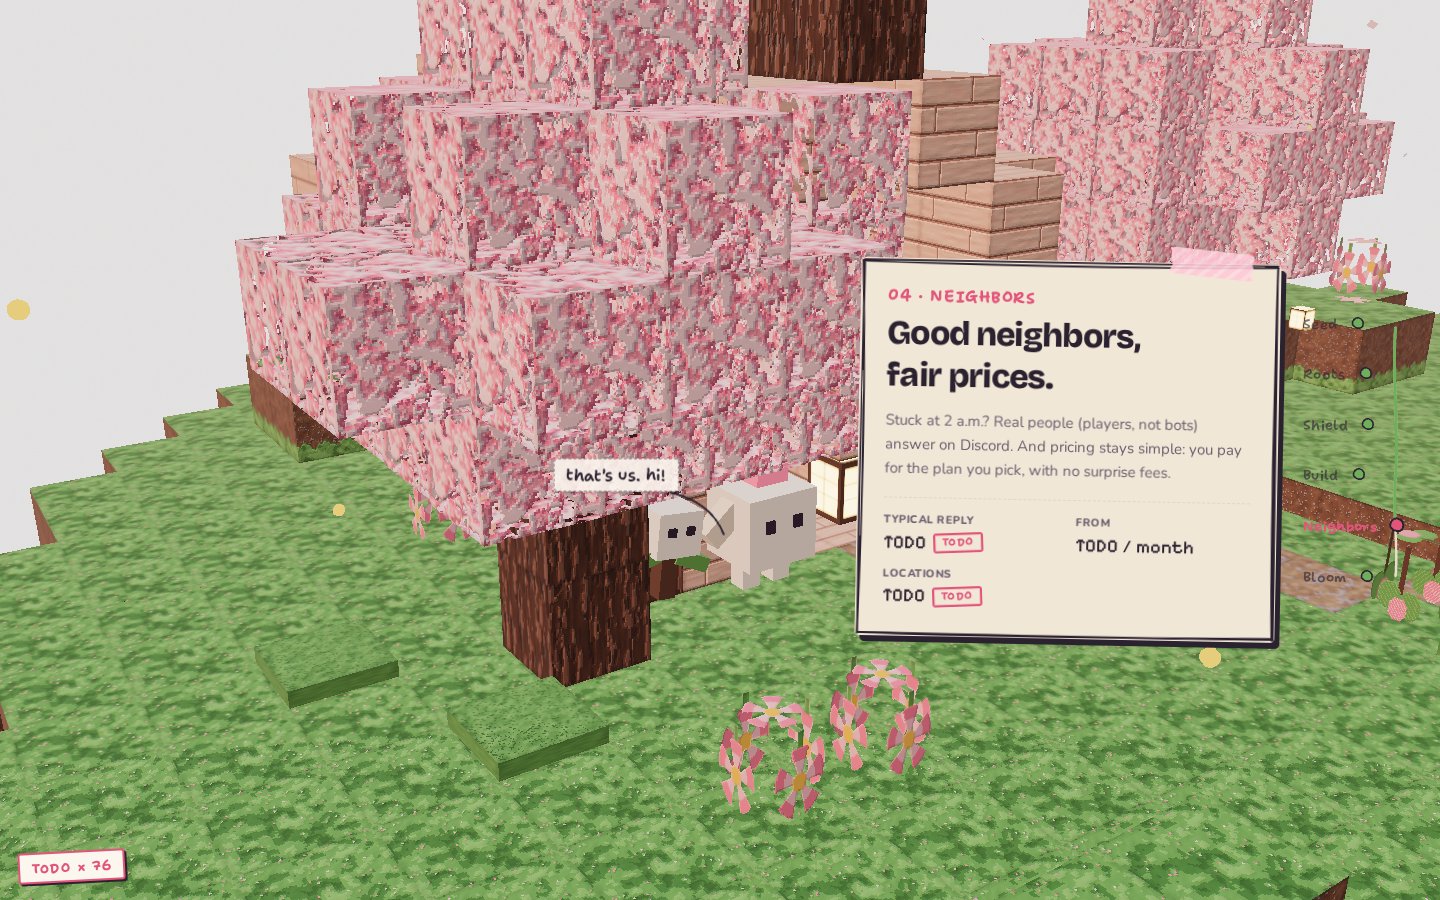 04 · NEIGHBORS
Good neighbors,
fair prices.
Stuck at 2 a.m.? Real people (players, not bots)
answer on Discord. And pricing stays simple: you pay
for the plan you pick, with no surprise fees.
TYPICAL REPLY
TODO TODO
FROM
TODO / month
LOCATIONS
TODO TODO
that's us. hi!
Seed
Roots
Shield
Build
Neighbors
Bloom
TODO x 76